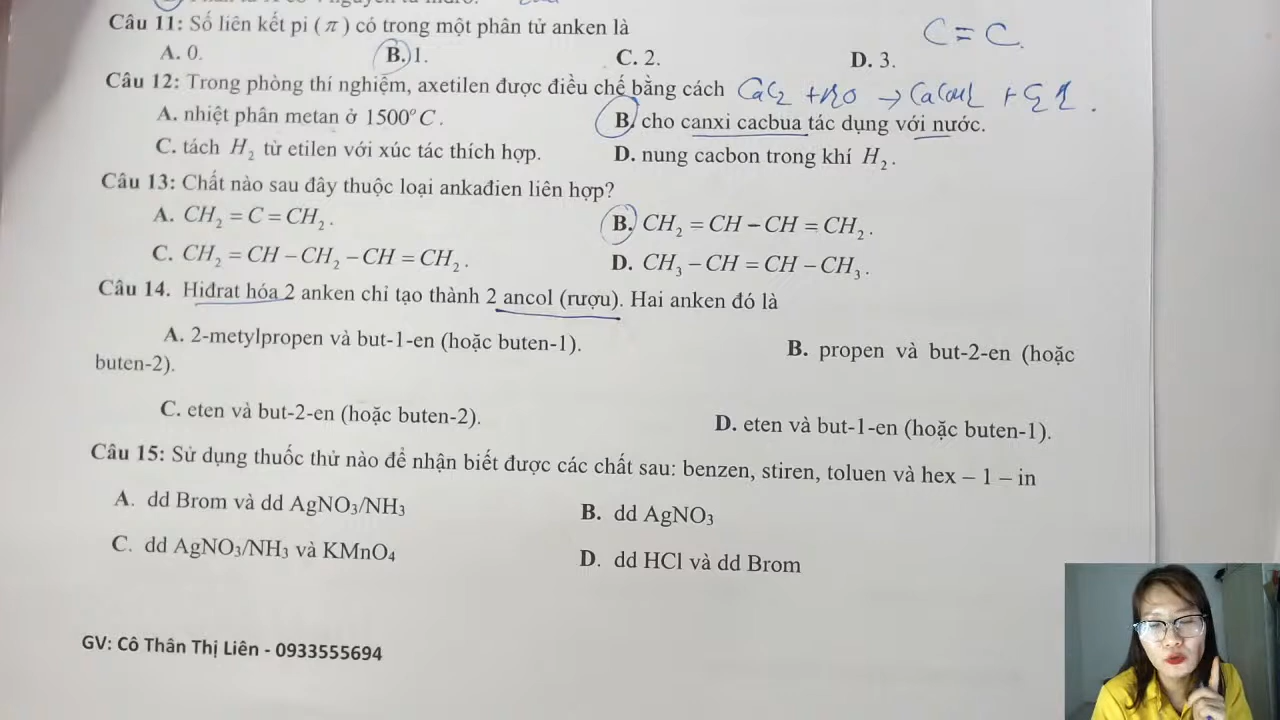 Câu 11: Số liên kết pi ( π ) có trong một phân tử anken là
C = C.
A. 0. B. 1. C. 2. D. 3.
Câu 12: Trong phòng thí nghiệm, axetilen được điều chế bằng cách
A. nhiệt phân metan ở 1500°C . B. cho canxi cacbua tác dụng với nước.
C. tách H₂ từ etilen với xúc tác thích hợp. D. nung cacbon trong khí H₂ .
Câu 13: Chất nào sau đây thuộc loại ankađien liên hợp?
A. CH₂ = C = CH₂ . B. CH₂ = CH – CH = CH₂ .
C. CH₂ = CH – CH₂ – CH = CH₂ . D. CH₃ – CH = CH – CH₃ .
Câu 14. Hiđrat hóa 2 anken chỉ tạo thành 2 ancol (rượu). Hai anken đó là
A. 2-metylpropen và but-1-en (hoặc buten-1). B. propen và but-2-en (hoặc
buten-2).
C. eten và but-2-en (hoặc buten-2). D. eten và but-1-en (hoặc buten-1).
Câu 15: Sử dụng thuốc thử nào để nhận biết được các chất sau: benzen, stiren, toluen và hex – 1 – in
A. dd Brom và dd AgNO₃/NH₃ B. dd AgNO₃
C. dd AgNO₃/NH₃ và KMnO₄ D. dd HCl và dd Brom
GV: Cô Thân Thị Liên - 0933555694